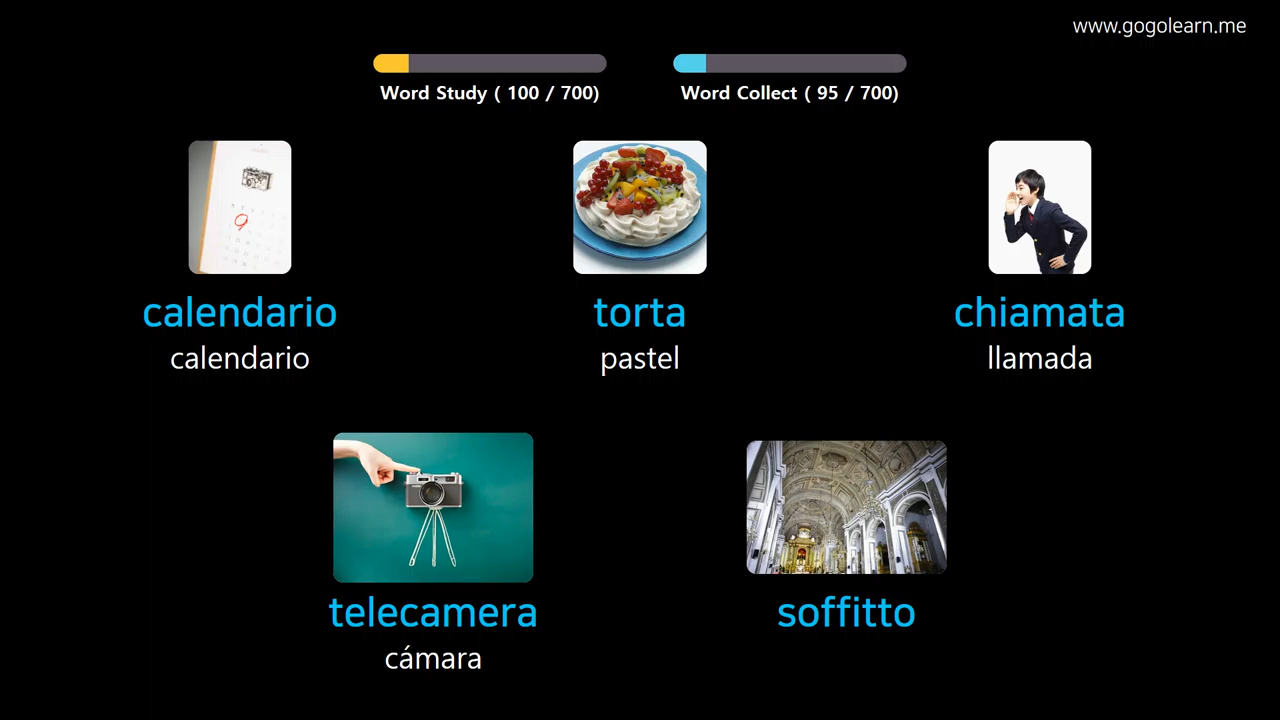 www.gogolearn.me
Word Study ( 100 / 700)
Word Collect ( 95 / 700)
calendario
calendario
torta
pastel
chiamata
llamada
telecamera
cámara
soffitto